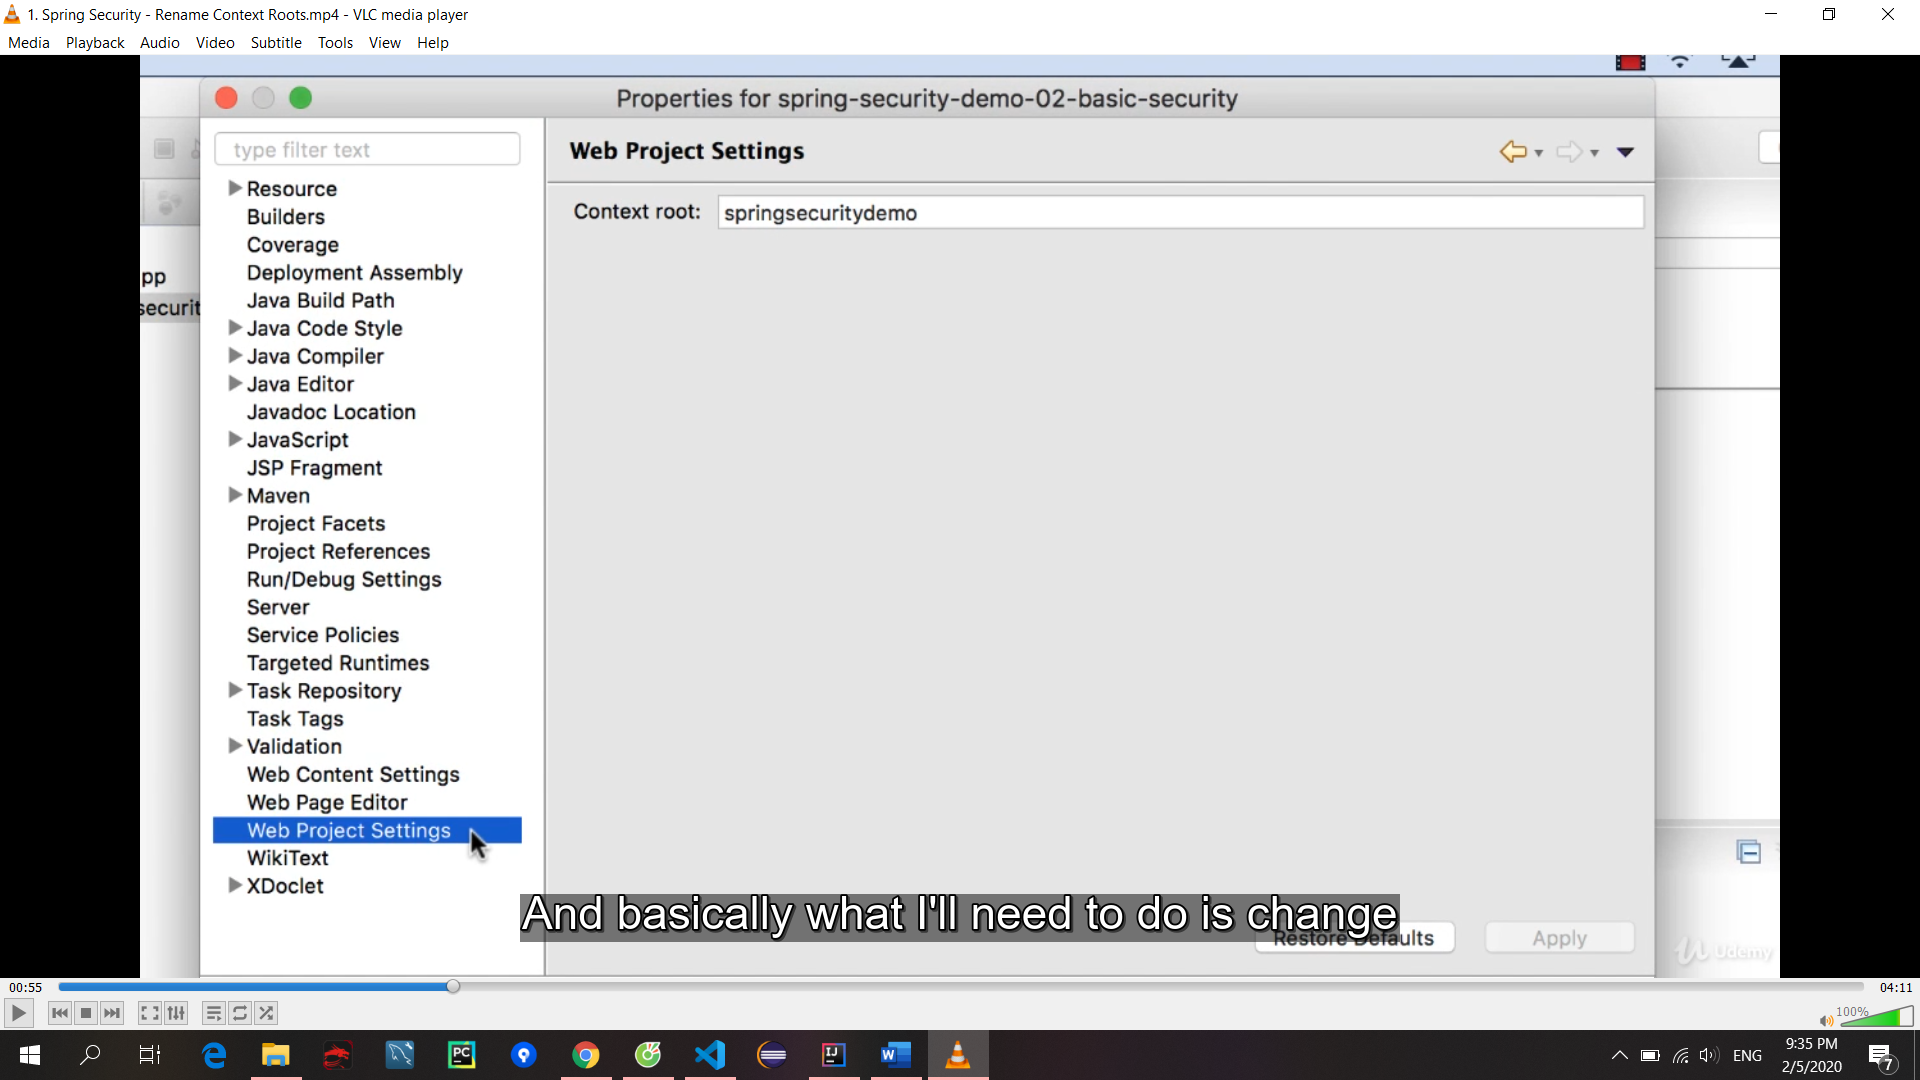 1. Spring Security - Rename Context Roots.mp4 - VLC media player
Media Playback Audio Video Subtitle Tools View Help
Properties for spring-security-demo-02-basic-security
type filter text
Web Project Settings
Context root: springsecuritydemo
pp
securit
Resource
Builders
Coverage
Deployment Assembly
Java Build Path
Java Code Style
Java Compiler
Java Editor
Javadoc Location
JavaScript
JSP Fragment
Maven
Project Facets
Project References
Run/Debug Settings
Server
Service Policies
Targeted Runtimes
Task Repository
Task Tags
Validation
Web Content Settings
Web Page Editor
Web Project Settings
WikiText
XDoclet
And basically what I'll need to do is change
Restore Defaults
Apply
Udemy
00:55
04:11
100%
PC
IJ
W
ENG
9:35 PM
2/5/2020
7